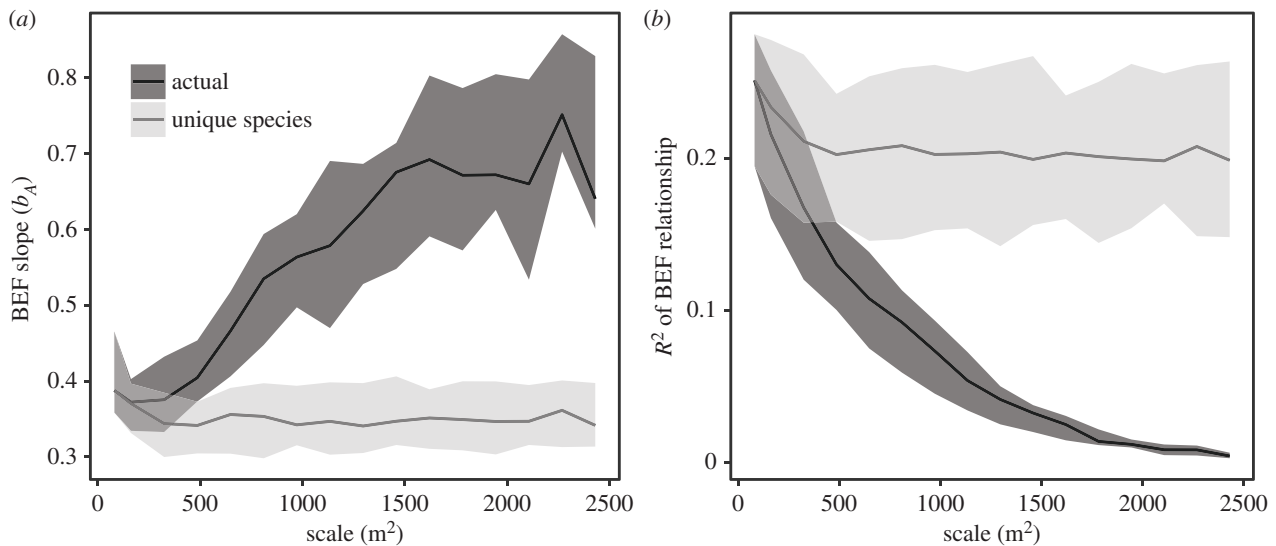 (a)
0.8
0.7
0.6
0.5
0.4
0.3
BEF slope (b_A)
actual
unique species
0 500 1000 1500 2000 2500
scale (m²)
(b)
0.2
0.1
0
R² of BEF relationship
0 500 1000 1500 2000 2500
scale (m²)